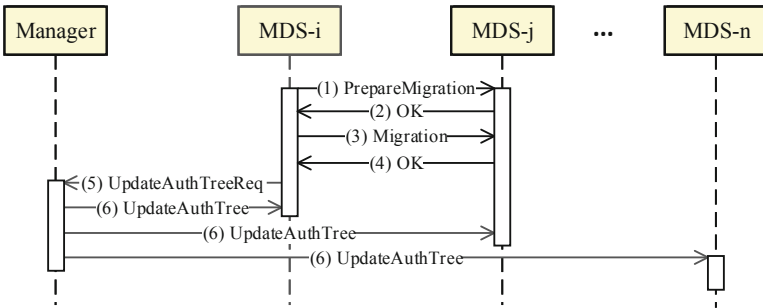 Manager MDS-i MDS-j ... MDS-n
(1) PrepareMigration
(2) OK
(3) Migration
(4) OK
(5) UpdateAuthTreeReq
(6) UpdateAuthTree
(6) UpdateAuthTree
(6) UpdateAuthTree